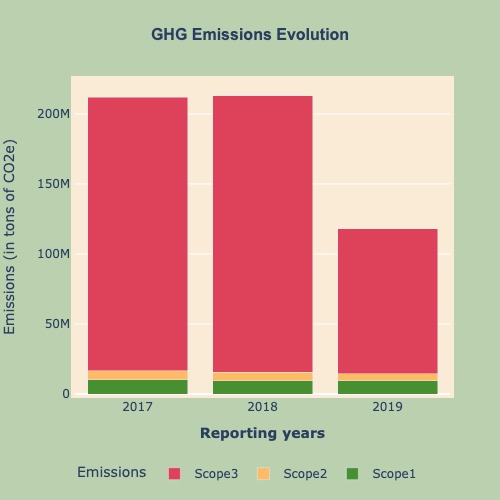 GHG Emissions Evolution
Emissions (in tons of CO2e)
200M
150M
100M
50M
0
2017 2018 2019
Reporting years
Emissions Scope3 Scope2 Scope1